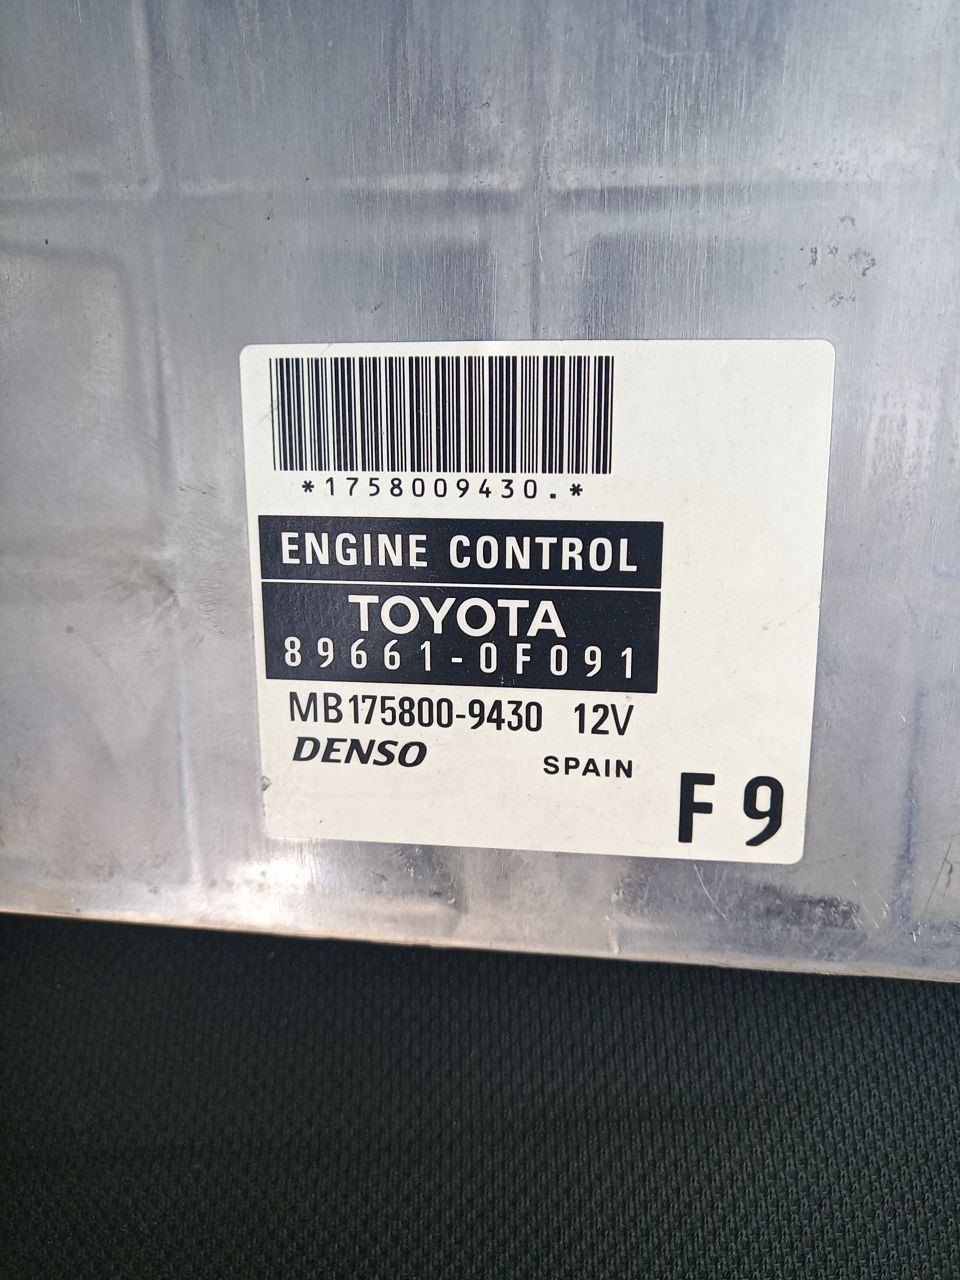 *1758009430.*
ENGINE CONTROL
TOYOTA
89661-0F091
MB175800-9430 12V
DENSO SPAIN
F9